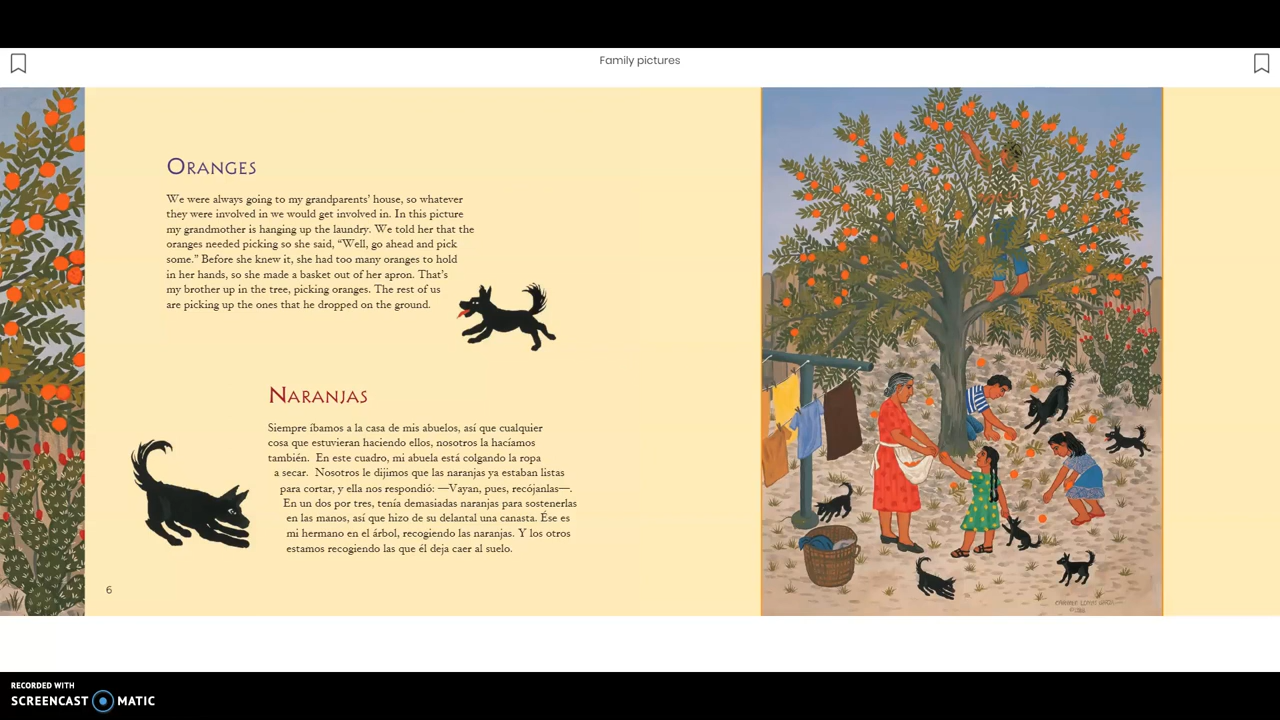 Family pictures
ORANGES
We were always going to my grandparents' house, so whatever
they were involved in we would get involved in. In this picture
my grandmother is hanging up the laundry. We told her that the
oranges needed picking so she said, “Well, go ahead and pick
some.” Before she knew it, she had too many oranges to hold
in her hands, so she made a basket out of her apron. That's
my brother up in the tree, picking oranges. The rest of us
are picking up the ones that he dropped on the ground.
NARANJAS
Siempre íbamos a la casa de mis abuelos, así que cualquier
cosa que estuvieran haciendo ellos, nosotros la hacíamos
también. En este cuadro, mi abuela está colgando la ropa
a secar. Nosotros le dijimos que las naranjas ya estaban listas
para cortar, y ella nos respondió: —Vayan, pues, recójanlas—.
En un dos por tres, tenía demasiadas naranjas para sostenerlas
en las manos, así que hizo de su delantal una canasta. Ése es
mi hermano en el árbol, recogiendo las naranjas. Y los otros
estamos recogiendo las que él deja caer al suelo.
6
RECORDED WITH
SCREENCAST MATIC